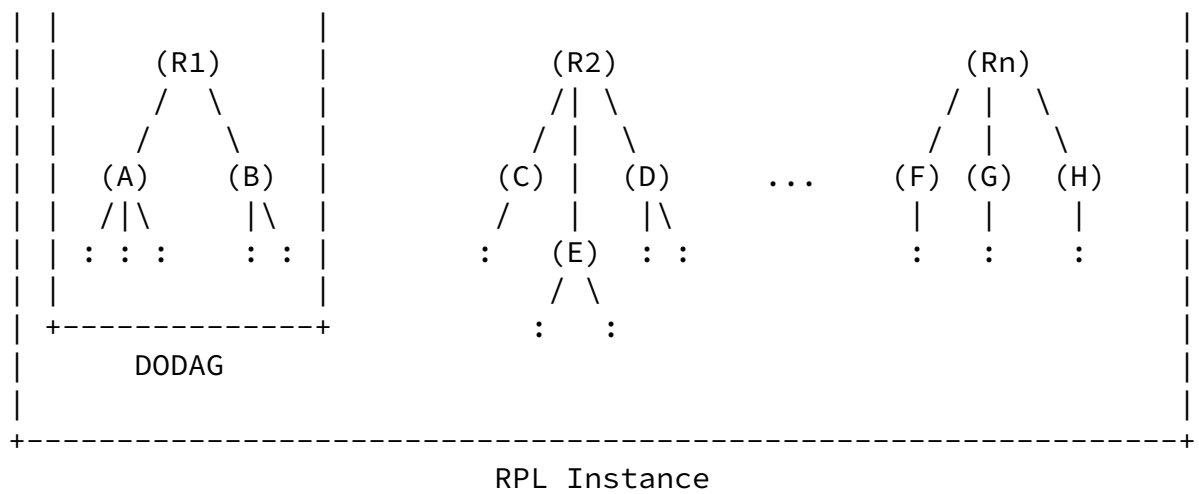 (R1) (R2) (Rn)
(A) (B) (C) (D) ... (F) (G) (H)
: : : : : : (E) : : : : :
: :
DODAG
RPL Instance